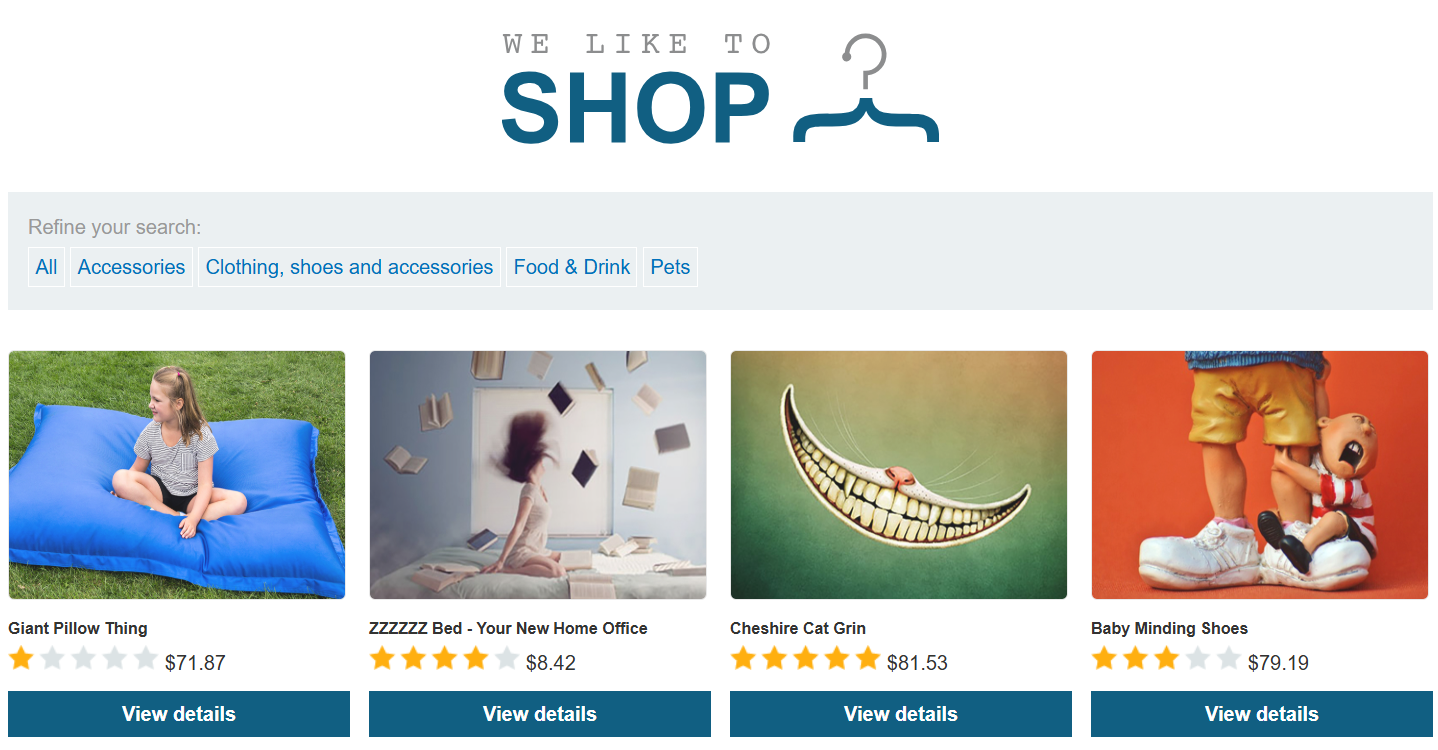 WE LIKE TO
SHOP
Refine your search:
All Accessories Clothing, shoes and accessories Food & Drink Pets
Giant Pillow Thing
$71.87
View details
ZZZZZZ Bed - Your New Home Office
$8.42
View details
Cheshire Cat Grin
$81.53
View details
Baby Minding Shoes
$79.19
View details